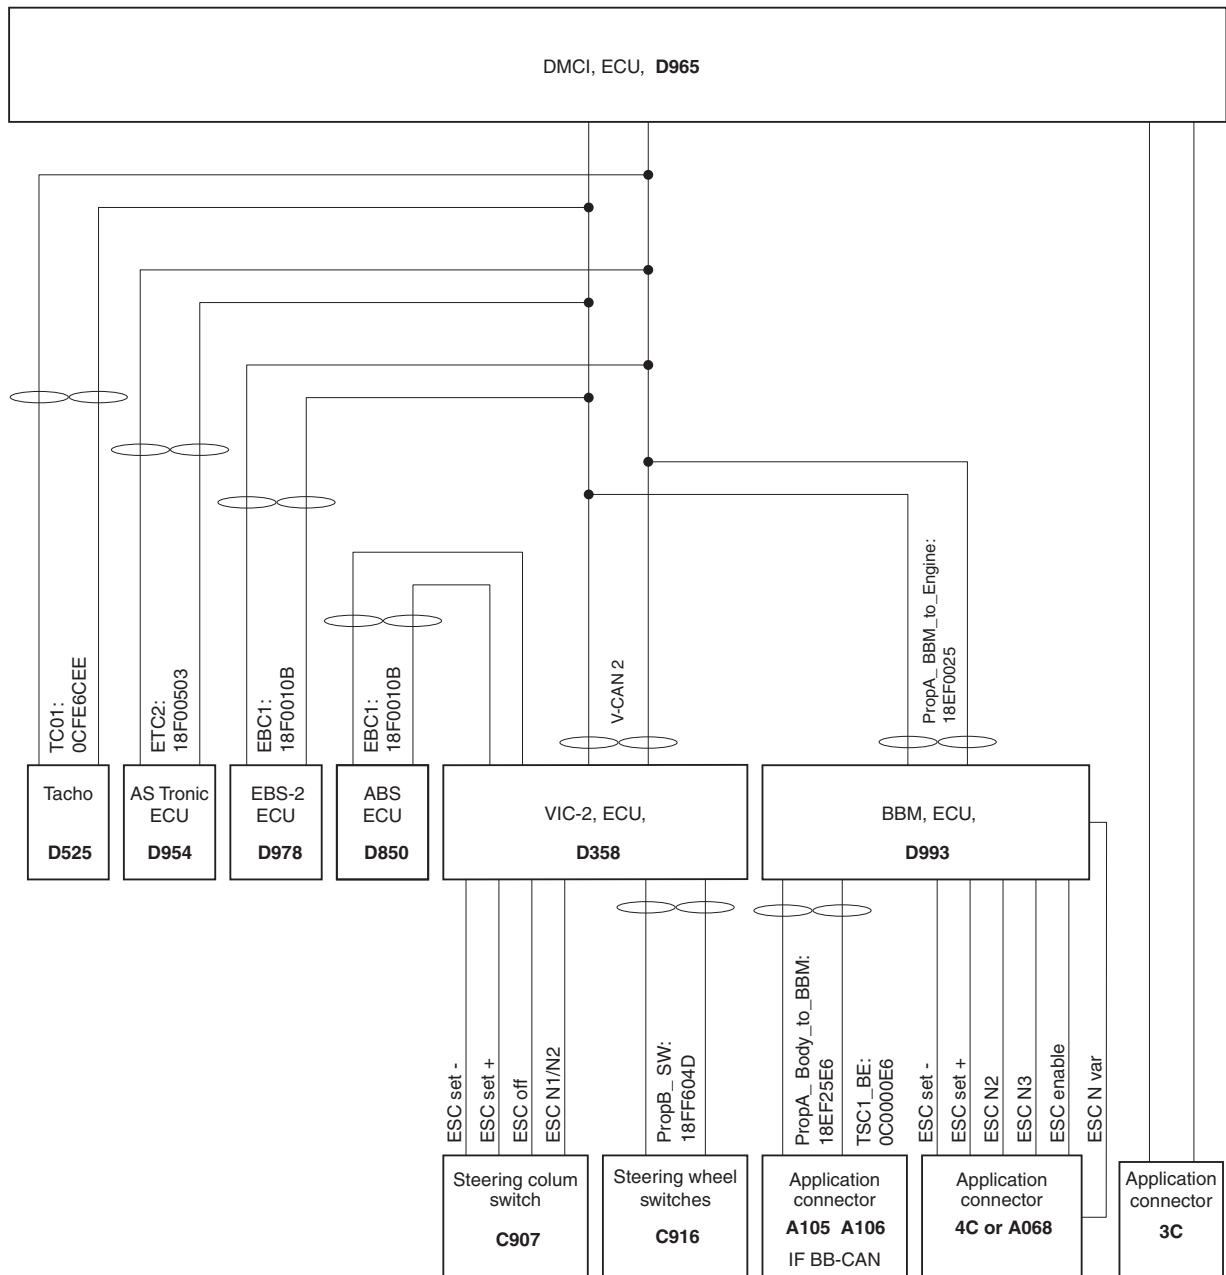 DMCI, ECU, D965
TC01:
0CFE6CEE
ETC2:
18F00503
EBC1:
18F0010B
EBC1:
18F0010B
V-CAN 2
PropA_ BBM_to_Engine:
18EF0025
Tacho
D525
AS Tronic
ECU
D954
EBS-2
ECU
D978
ABS
ECU
D850
VIC-2, ECU,
D358
BBM, ECU,
D993
ESC set -
ESC set +
ESC off
ESC N1/N2
PropB_ SW:
18FF604D
PropA_ Body_to_BBM:
18EF25E6
TSC1_BE:
0C0000E6
ESC set -
ESC set +
ESC N2
ESC N3
ESC enable
ESC N var
Steering colum
switch
C907
Steering wheel
switches
C916
Application
connector
A105 A106
IF BB-CAN
Application
connector
4C or A068
Application
connector
3C